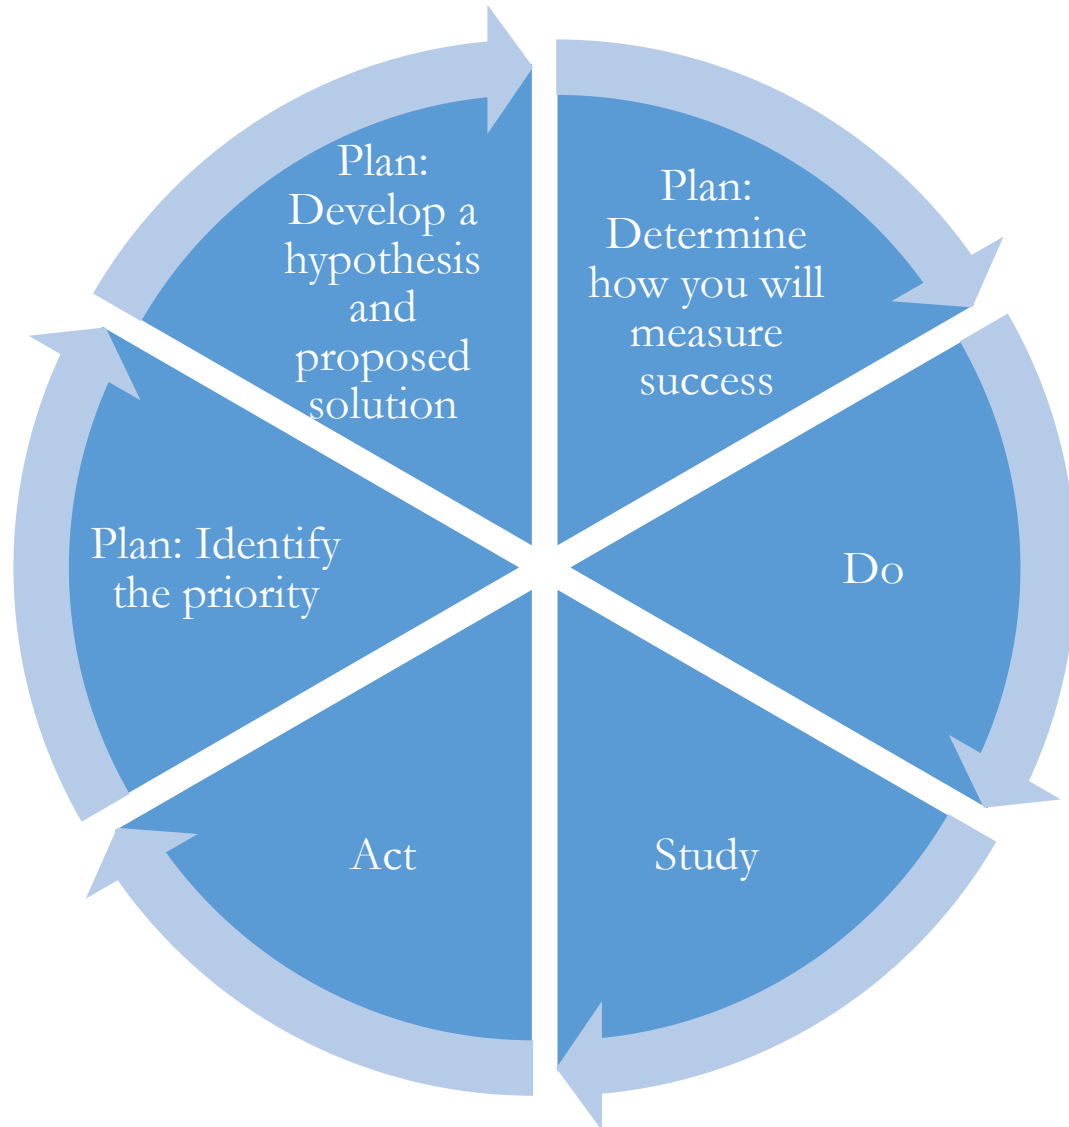 Plan:
Develop a
hypothesis
and
proposed
solution
Plan:
Determine
how you will
measure
success
Plan: Identify
the priority
Do
Act
Study